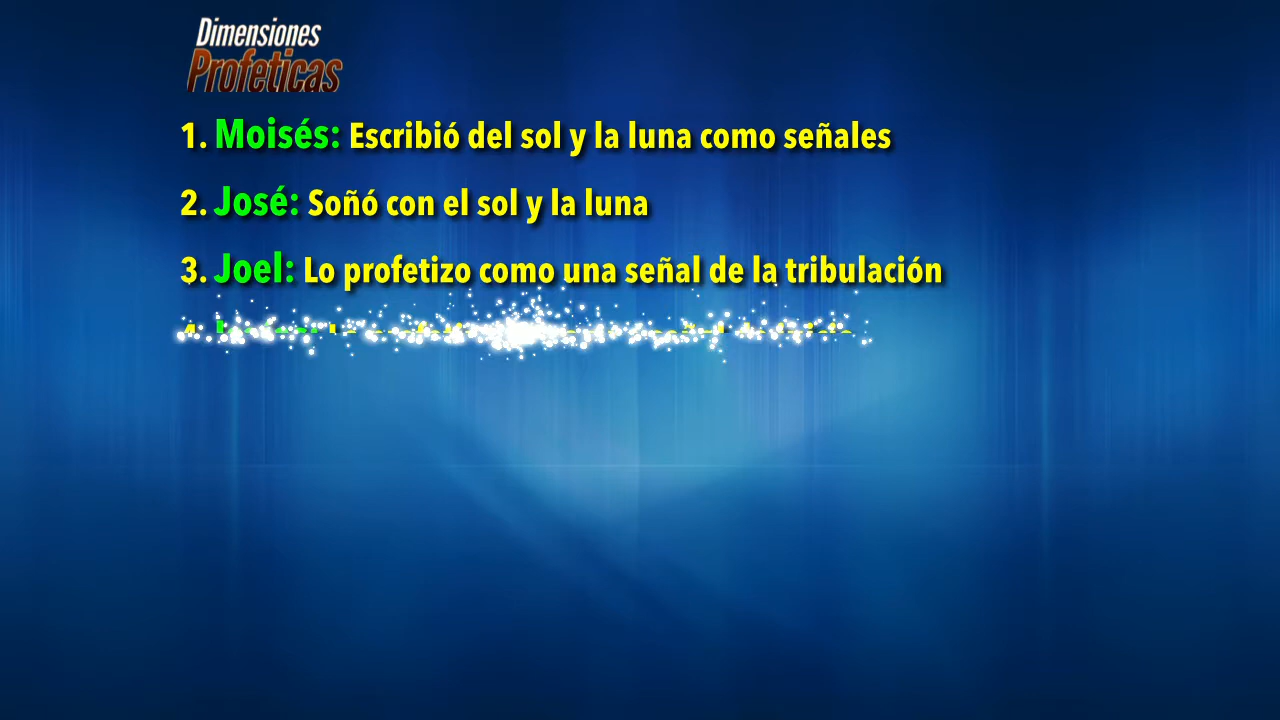 Dimensiones
Profeticas
1. Moisés: Escribió del sol y la luna como señales
2. José: Soñó con el sol y la luna
3. Joel: Lo profetizo como una señal de la tribulación